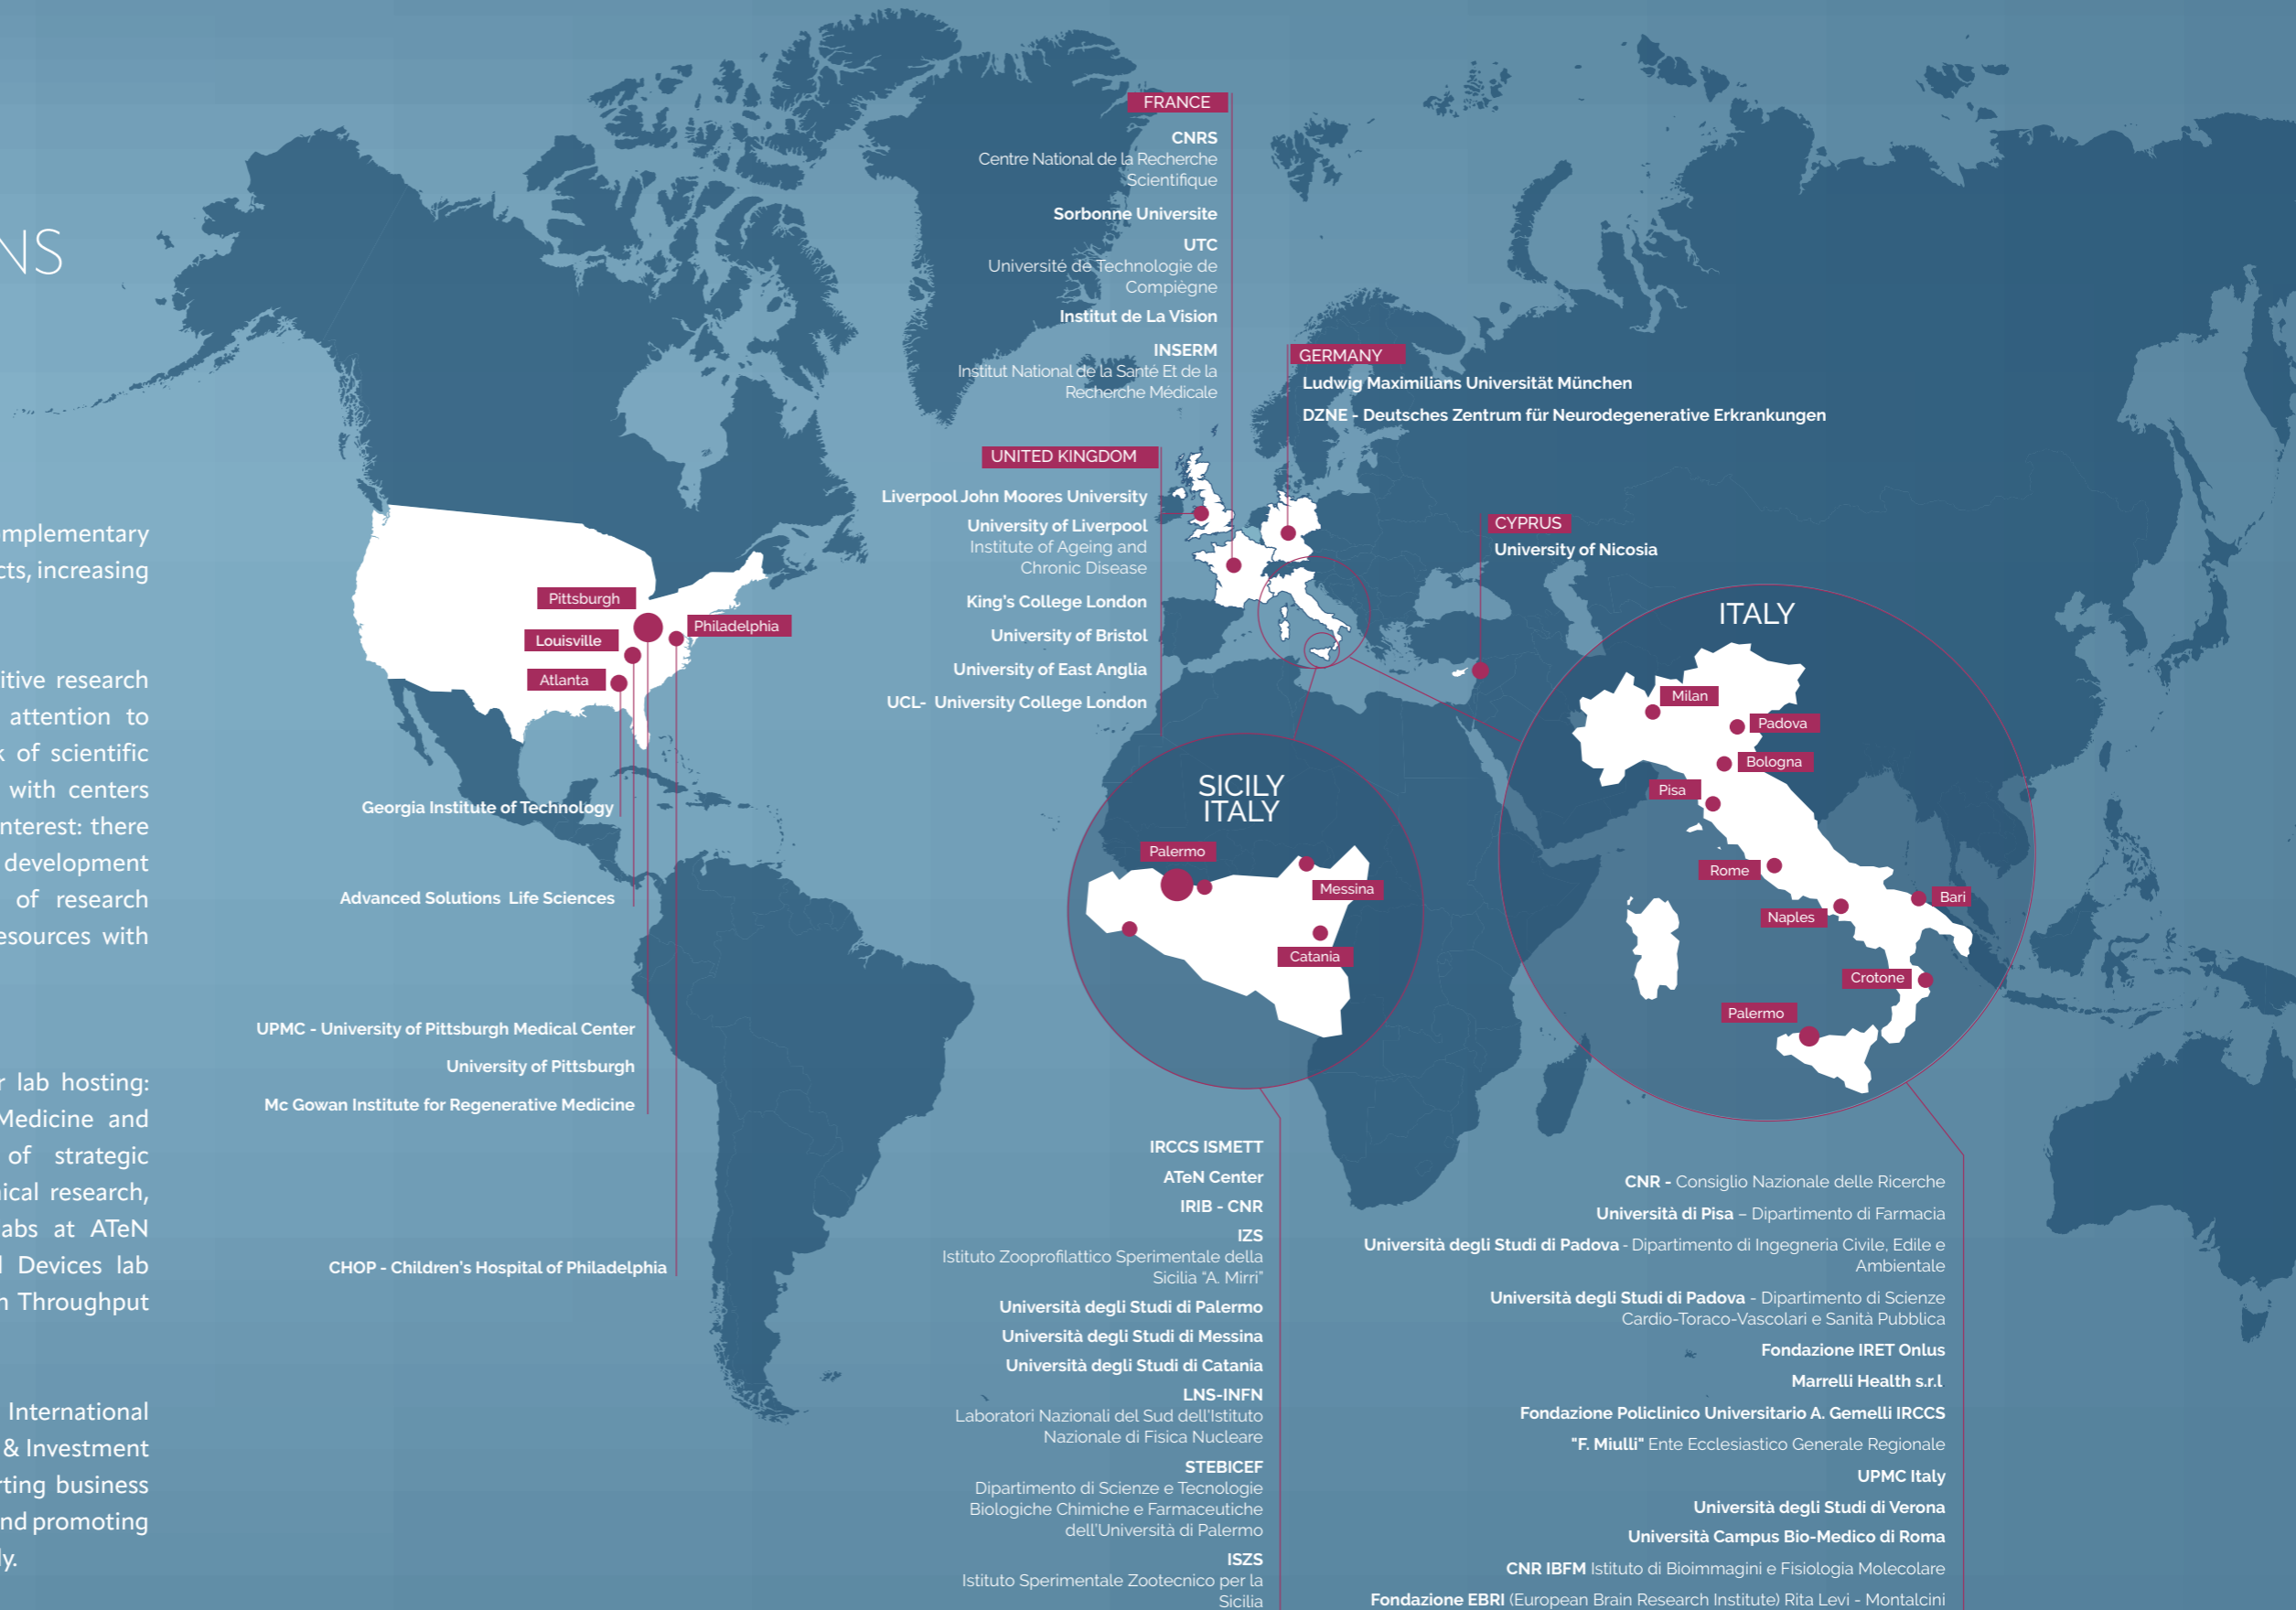 NS
mplementary
cts, increasing
itive research
attention to
k of scientific
with centers
nterest: there
development
of research
esources with
r lab hosting:
Medicine and
of strategic
ical research,
abs at ATeN
l Devices lab
h Throughput
International
& Investment
rting business
nd promoting
ly.
Pittsburgh
Philadelphia
Louisville
Atlanta
Georgia Institute of Technology
Advanced Solutions Life Sciences
UPMC - University of Pittsburgh Medical Center
University of Pittsburgh
Mc Gowan Institute for Regenerative Medicine
CHOP - Children's Hospital of Philadelphia
FRANCE
CNRS
Centre National de la Recherche
Scientifique
Sorbonne Universite
UTC
Université de Technologie de
Compiègne
Institut de La Vision
INSERM
Institut National de la Santé Et de la
Recherche Médicale
GERMANY
Ludwig Maximilians Universität München
DZNE - Deutsches Zentrum für Neurodegenerative Erkrankungen
UNITED KINGDOM
Liverpool John Moores University
University of Liverpool
Institute of Ageing and
Chronic Disease
King's College London
University of Bristol
University of East Anglia
UCL- University College London
CYPRUS
University of Nicosia
SICILY
ITALY
Palermo
Messina
Catania
IRCCS ISMETT
ATeN Center
IRIB - CNR
IZS
Istituto Zooprofilattico Sperimentale della
Sicilia “A. Mirri”
Università degli Studi di Palermo
Università degli Studi di Messina
Università degli Studi di Catania
LNS-INFN
Laboratori Nazionali del Sud dell'Istituto
Nazionale di Fisica Nucleare
STEBICEF
Dipartimento di Scienze e Tecnologie
Biologiche Chimiche e Farmaceutiche
dell'Università di Palermo
ISZS
Istituto Sperimentale Zootecnico per la
Sicilia
ITALY
Milan
Padova
Bologna
Pisa
Rome
Naples
Bari
Crotone
Palermo
CNR - Consiglio Nazionale delle Ricerche
Università di Pisa – Dipartimento di Farmacia
Università degli Studi di Padova - Dipartimento di Ingegneria Civile, Edile e
Ambientale
Università degli Studi di Padova - Dipartimento di Scienze
Cardio-Toraco-Vascolari e Sanità Pubblica
Fondazione IRET Onlus
Marrelli Health s.r.l
Fondazione Policlinico Universitario A. Gemelli IRCCS
"F. Miulli" Ente Ecclesiastico Generale Regionale
UPMC Italy
Università degli Studi di Verona
Università Campus Bio-Medico di Roma
CNR IBFM Istituto di Bioimmagini e Fisiologia Molecolare
Fondazione EBRI (European Brain Research Institute) Rita Levi - Montalcini